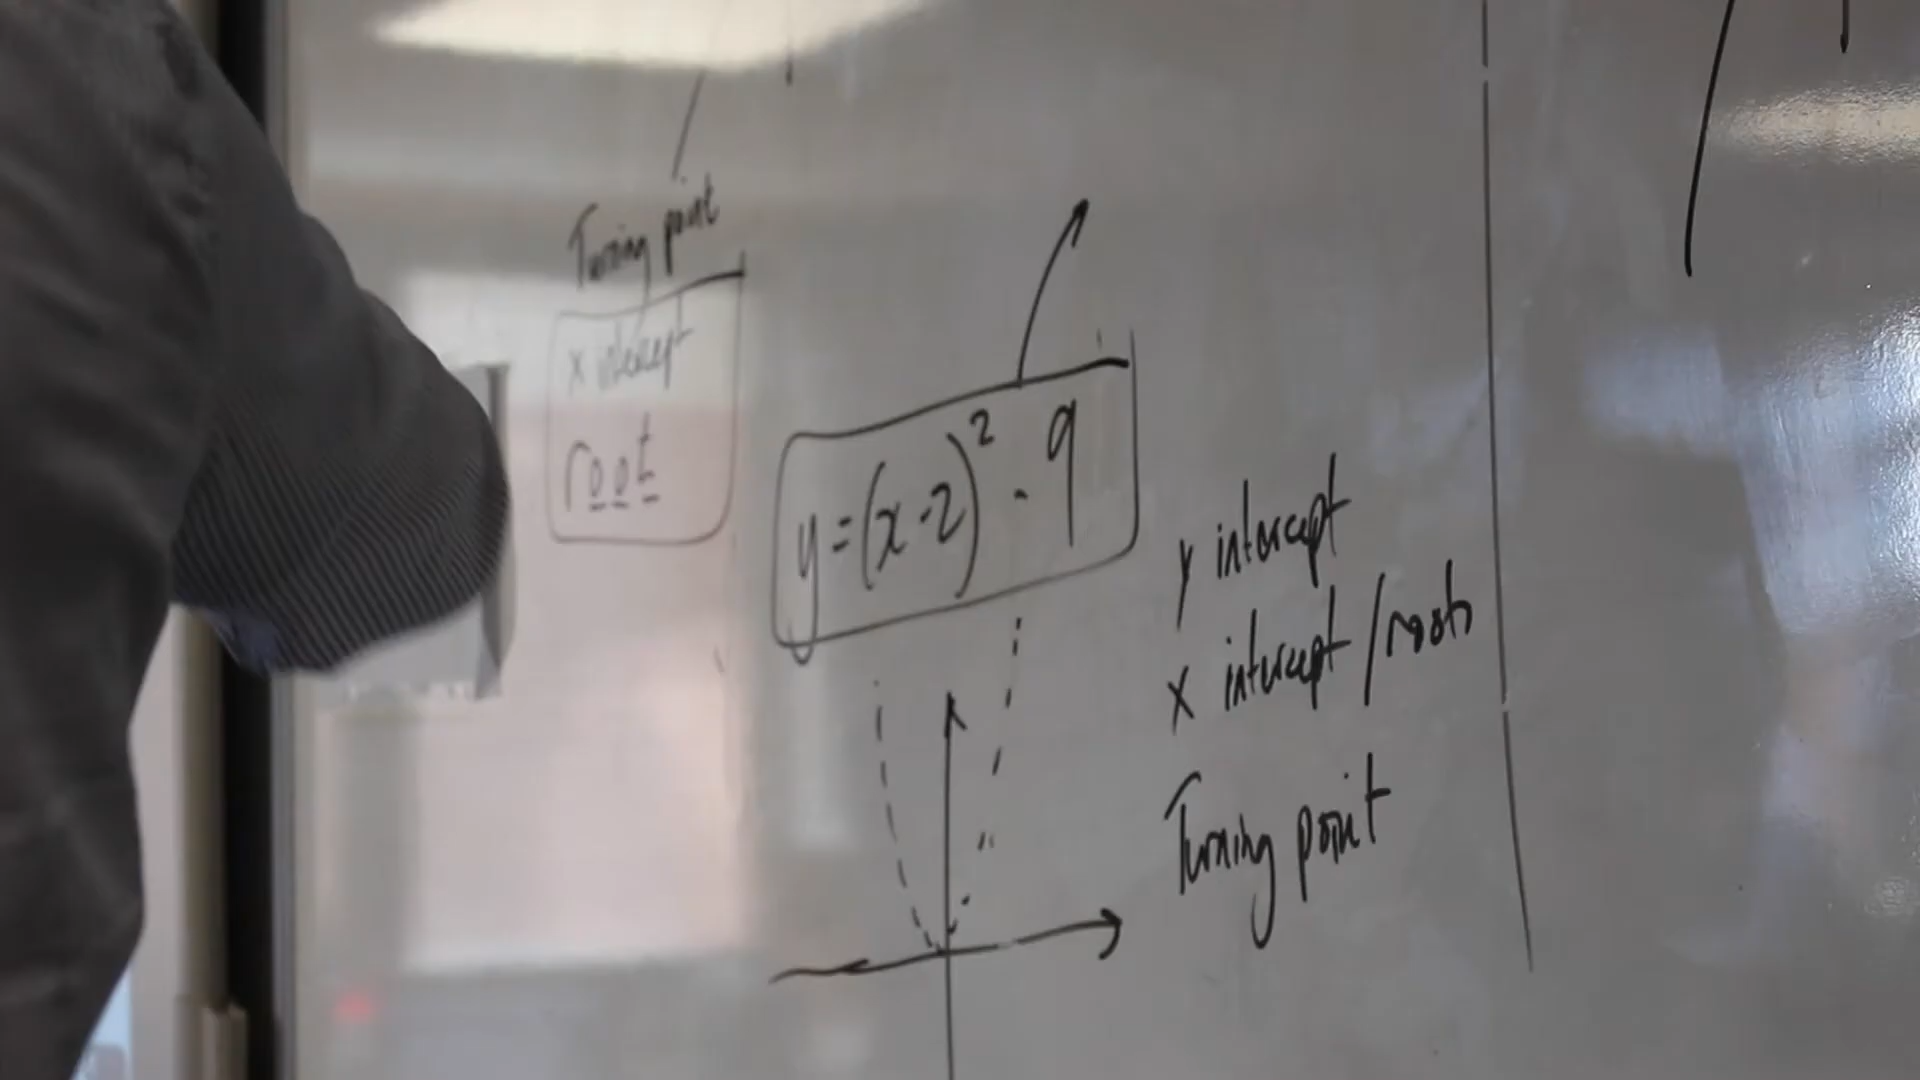 Turning point
x intercept
root
y=(x-2)² - 9
y intercept
x intercept/roots
Turning point